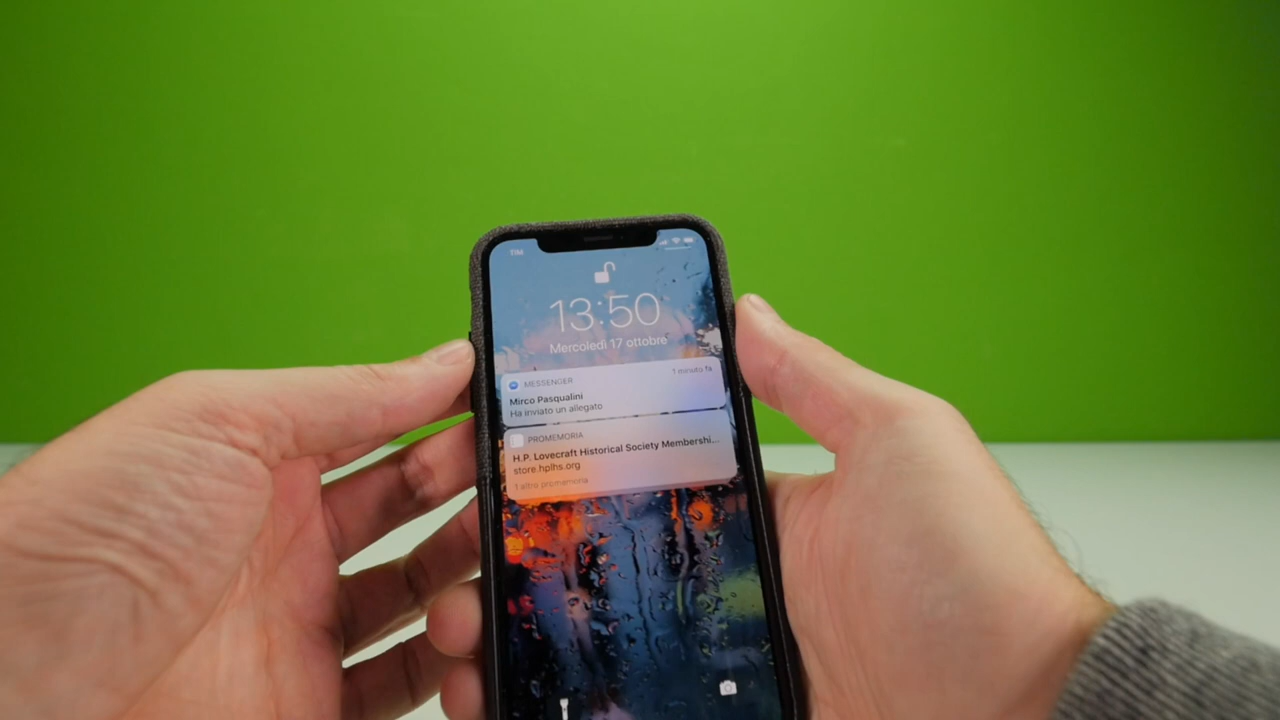 TIM
13:50
Mercoledì 17 ottobre
MESSENGER
1 minuto fa
Mirco Pasqualini
Ha inviato un allegato
PROMEMORIA
H.P. Lovecraft Historical Society Membershi...
store.hplhs.org
1 altro promemoria